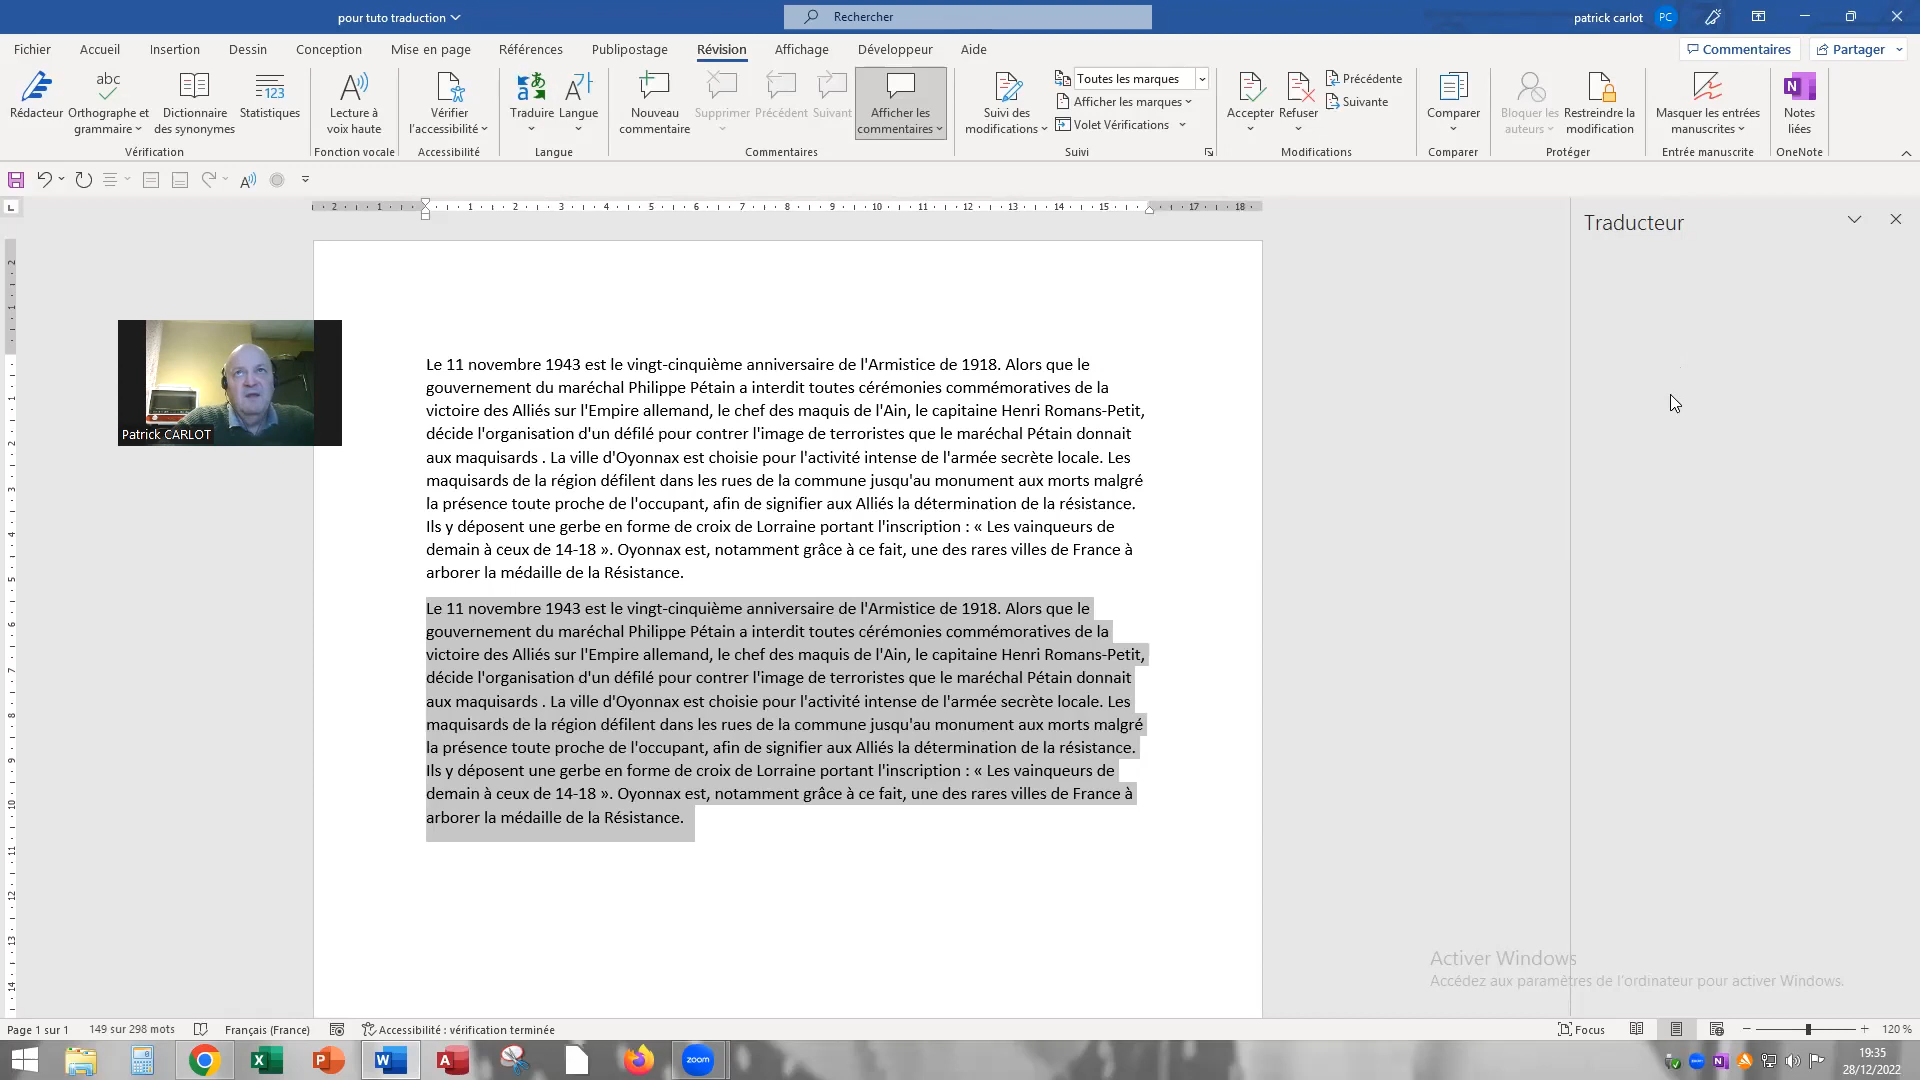 pour tuto traduction
Rechercher
patrick carlot
PC
Fichier
Accueil
Insertion
Dessin
Conception
Mise en page
Références
Publipostage
Révision
Affichage
Développeur
Aide
Commentaires
Partager
Rédacteur
Orthographe et
grammaire
Dictionnaire
des synonymes
Statistiques
Lecture à
voix haute
Vérifier
l'accessibilité
Traduire
Langue
Nouveau
commentaire
Supprimer
Précédent
Suivant
Afficher les
commentaires
Suivi des
modifications
Toutes les marques
Afficher les marques
Volet Vérifications
Accepter
Refuser
Précédente
Suivante
Comparer
Bloquer les
auteurs
Restreindre la
modification
Masquer les entrées
manuscrites
Notes
liées
Vérification
Fonction vocale
Accessibilité
Langue
Commentaires
Suivi
Modifications
Comparer
Protéger
Entrée manuscrite
OneNote
Traducteur
Le 11 novembre 1943 est le vingt-cinquième anniversaire de l'Armistice de 1918. Alors que le
gouvernement du maréchal Philippe Pétain a interdit toutes cérémonies commémoratives de la
victoire des Alliés sur l'Empire allemand, le chef des maquis de l'Ain, le capitaine Henri Romans-Petit,
décide l'organisation d'un défilé pour contrer l'image de terroristes que le maréchal Pétain donnait
aux maquisards . La ville d'Oyonnax est choisie pour l'activité intense de l'armée secrète locale. Les
maquisards de la région défilent dans les rues de la commune jusqu'au monument aux morts malgré
la présence toute proche de l'occupant, afin de signifier aux Alliés la détermination de la résistance.
Ils y déposent une gerbe en forme de croix de Lorraine portant l'inscription : « Les vainqueurs de
demain à ceux de 14-18 ». Oyonnax est, notamment grâce à ce fait, une des rares villes de France à
arborer la médaille de la Résistance.
Patrick CARLOT
Le 11 novembre 1943 est le vingt-cinquième anniversaire de l'Armistice de 1918. Alors que le
gouvernement du maréchal Philippe Pétain a interdit toutes cérémonies commémoratives de la
victoire des Alliés sur l'Empire allemand, le chef des maquis de l'Ain, le capitaine Henri Romans-Petit,
décide l'organisation d'un défilé pour contrer l'image de terroristes que le maréchal Pétain donnait
aux maquisards . La ville d'Oyonnax est choisie pour l'activité intense de l'armée secrète locale. Les
maquisards de la région défilent dans les rues de la commune jusqu'au monument aux morts malgré
la présence toute proche de l'occupant, afin de signifier aux Alliés la détermination de la résistance.
Ils y déposent une gerbe en forme de croix de Lorraine portant l'inscription : « Les vainqueurs de
demain à ceux de 14-18 ». Oyonnax est, notamment grâce à ce fait, une des rares villes de France à
arborer la médaille de la Résistance.
Activer Windows
Accédez aux paramètres de l'ordinateur pour activer Windows.
Page 1 sur 1
149 sur 298 mots
Français (France)
Accessibilité : vérification terminée
Focus
120 %
zoom
19:35
28/12/2022